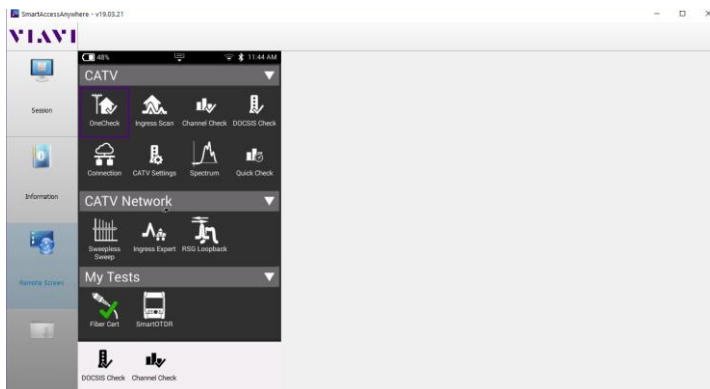 SmartAccessAnywhere - v19.03.21
VIAVI
Session
Information
Remote Screen
48%
11:44 AM
CATV
OneCheck
Ingress Scan
Channel Check
DOCSIS Check
Connection
CATV Settings
Spectrum
Quick Check
CATV Network
Sweepless
Sweep
Ingress Expert
RSG Loopback
My Tests
Fiber Cert
SmartOTDR
DOCSIS Check
Channel Check